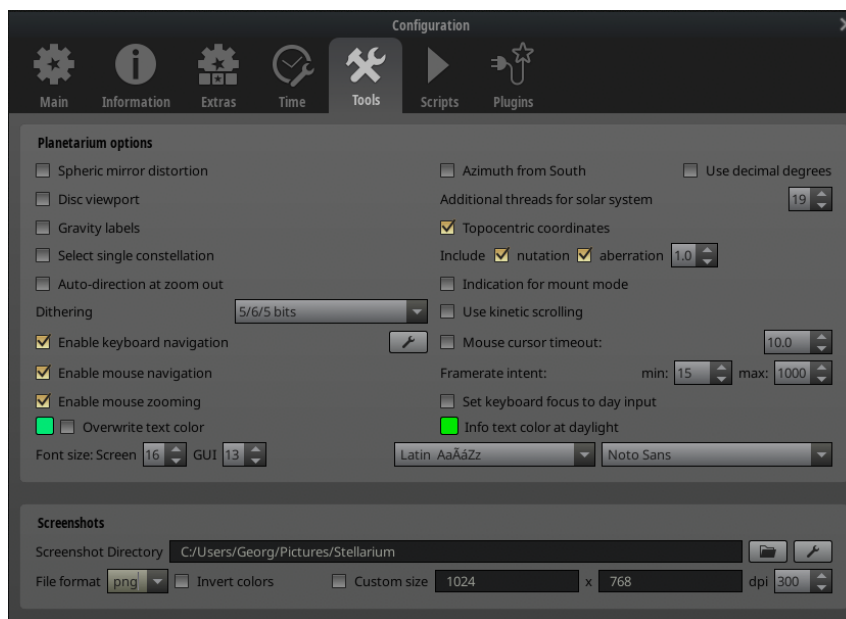 Configuration
Main Information Extras Time Tools Scripts Plugins
Planetarium options
Spheric mirror distortion
Azimuth from South Use decimal degrees
Disc viewport
Additional threads for solar system 19
Gravity labels
Topocentric coordinates
Select single constellation
Include nutation aberration 1.0
Auto-direction at zoom out
Indication for mount mode
Dithering 5/6/5 bits
Use kinetic scrolling
Enable keyboard navigation
Mouse cursor timeout: 10.0
Enable mouse navigation
Framerate intent: min: 15 max: 1000
Enable mouse zooming
Set keyboard focus to day input
Overwrite text color
Info text color at daylight
Font size: Screen 16 GUI 13 Latin AaÃáZz Noto Sans
Screenshots
Screenshot Directory C:/Users/Georg/Pictures/Stellarium
File format png Invert colors Custom size 1024 x 768 dpi 300